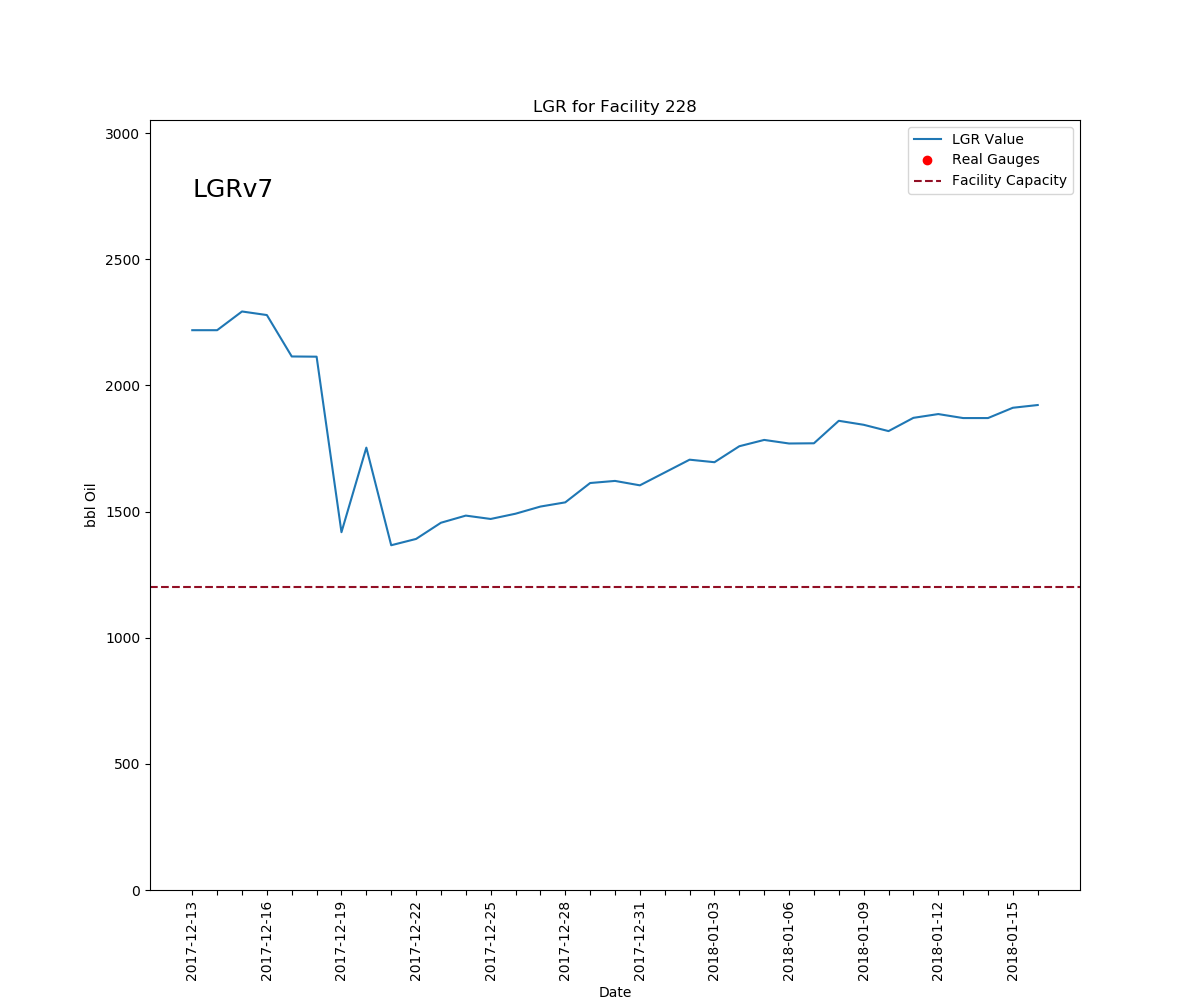 LGR for Facility 228
LGR Value
Real Gauges
Facility Capacity
LGRv7
3000
2500
2000
1500
1000
500
0
bbl Oil
2017-12-13
2017-12-16
2017-12-19
2017-12-22
2017-12-25
2017-12-28
2017-12-31
2018-01-03
2018-01-06
2018-01-09
2018-01-12
2018-01-15
Date